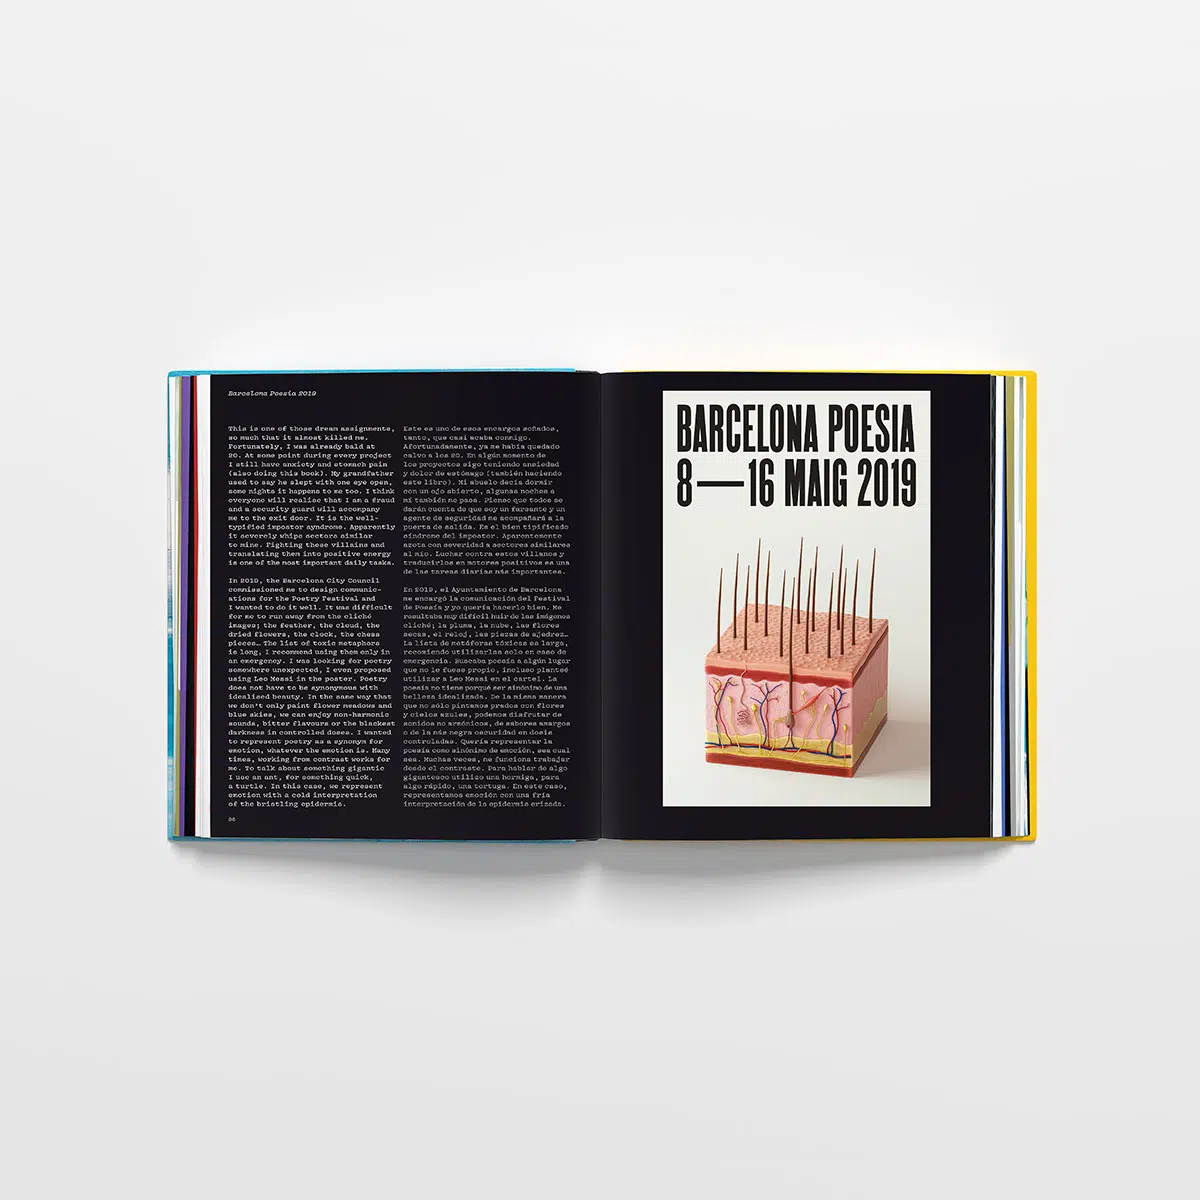 Barcelona Poesia 2019
This is one of those dream assignments,
so much that it almost killed me.
Fortunately, I was already bald at
20. At some point during every project
I still have anxiety and stomach pain
(also doing this book). My grandfather
used to say he slept with one eye open,
some nights it happens to me too. I think
everyone will realise that I am a fraud
and a security guard will accompany
me to the exit door. It is the well-
typified impostor syndrome. Apparently
it severely whips sectors similar
to mine. Fighting these villains and
translating them into positive energy
is one of the most important daily tasks.
In 2019, the Barcelona City Council
commissioned me to design communic-
ations for the Poetry Festival and
I wanted to do it well. It was difficult
for me to run away from the cliché
images; the feather, the cloud, the
dried flowers, the clock, the chess
pieces… The list of toxic metaphors
is long, I recommend using them only in
an emergency. I was looking for poetry
somewhere unexpected, I even proposed
using Leo Messi in the poster. Poetry
does not have to be synonymous with
idealised beauty. In the same way that
we don't only paint flower meadows and
blue skies, we can enjoy non-harmonic
sounds, bitter flavours or the blackest
darkness in controlled doses. I wanted
to represent poetry as a synonym for
emotion, whatever the emotion is. Many
times, working from contrast works for
me. To talk about something gigantic
I use an ant, for something quick,
a turtle. In this case, we represent
emotion with a cold interpretation
of the bristling epidermis.
Este es uno de esos encargos soñados,
tanto, que casi acaba conmigo.
Afortunadamente, ya me había quedado
calvo a los 20. En algún momento de
los proyectos sigo teniendo ansiedad
y dolor de estómago (también haciendo
este libro). Mi abuelo decía dormir
con un ojo abierto, algunas noches a
mí también me pasa. Pienso que todos se
darán cuenta de que soy un farsante y un
agente de seguridad me acompañará a la
puerta de salida. Es el bien tipificado
síndrome del impostor. Aparentemente
azota con severidad a sectores similares
al mío. Luchar contra estos villanos y
traducirlos en motores positivos es una
de las tareas diarias más importantes.
En 2019, el Ayuntamiento de Barcelona
me encargó la comunicación del Festival
de Poesía y yo quería hacerlo bien. Me
resultaba muy difícil huir de las imágenes
cliché; la pluma, la nube, las flores
secas, el reloj, las piezas de ajedrez…
La lista de metáforas tóxicas es larga,
recomiendo utilizarlas solo en caso de
emergencia. Buscaba poesía a algún lugar
que no le fuese propio, incluso planteé
utilizar a Leo Messi en el cartel. La
poesía no tiene porqué ser sinónimo de una
belleza idealizada. De la misma manera
que no sólo pintamos prados con flores
y cielos azules, podemos disfrutar de
sonidos no armónicos, de sabores amargos
o de la más negra oscuridad en dosis
controladas. Quería representar la
poesía como sinónimo de emoción, sea cual
sea. Muchas veces, me funciona trabajar
desde el contraste. Para hablar de algo
gigantesco utilizo una hormiga, para
algo rápido, una tortuga. En este caso,
representamos emoción con una fría
interpretación de la epidermis erizada.
BARCELONA POESIA
8—16 MAIG 2019